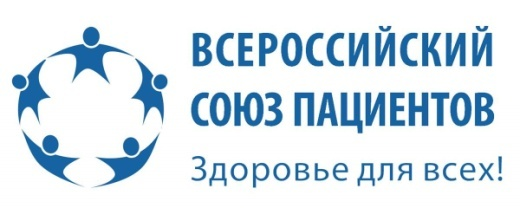 ВСЕРОССИЙСКИЙ
СОЮЗ ПАЦИЕНТОВ
Здоровье для всех!